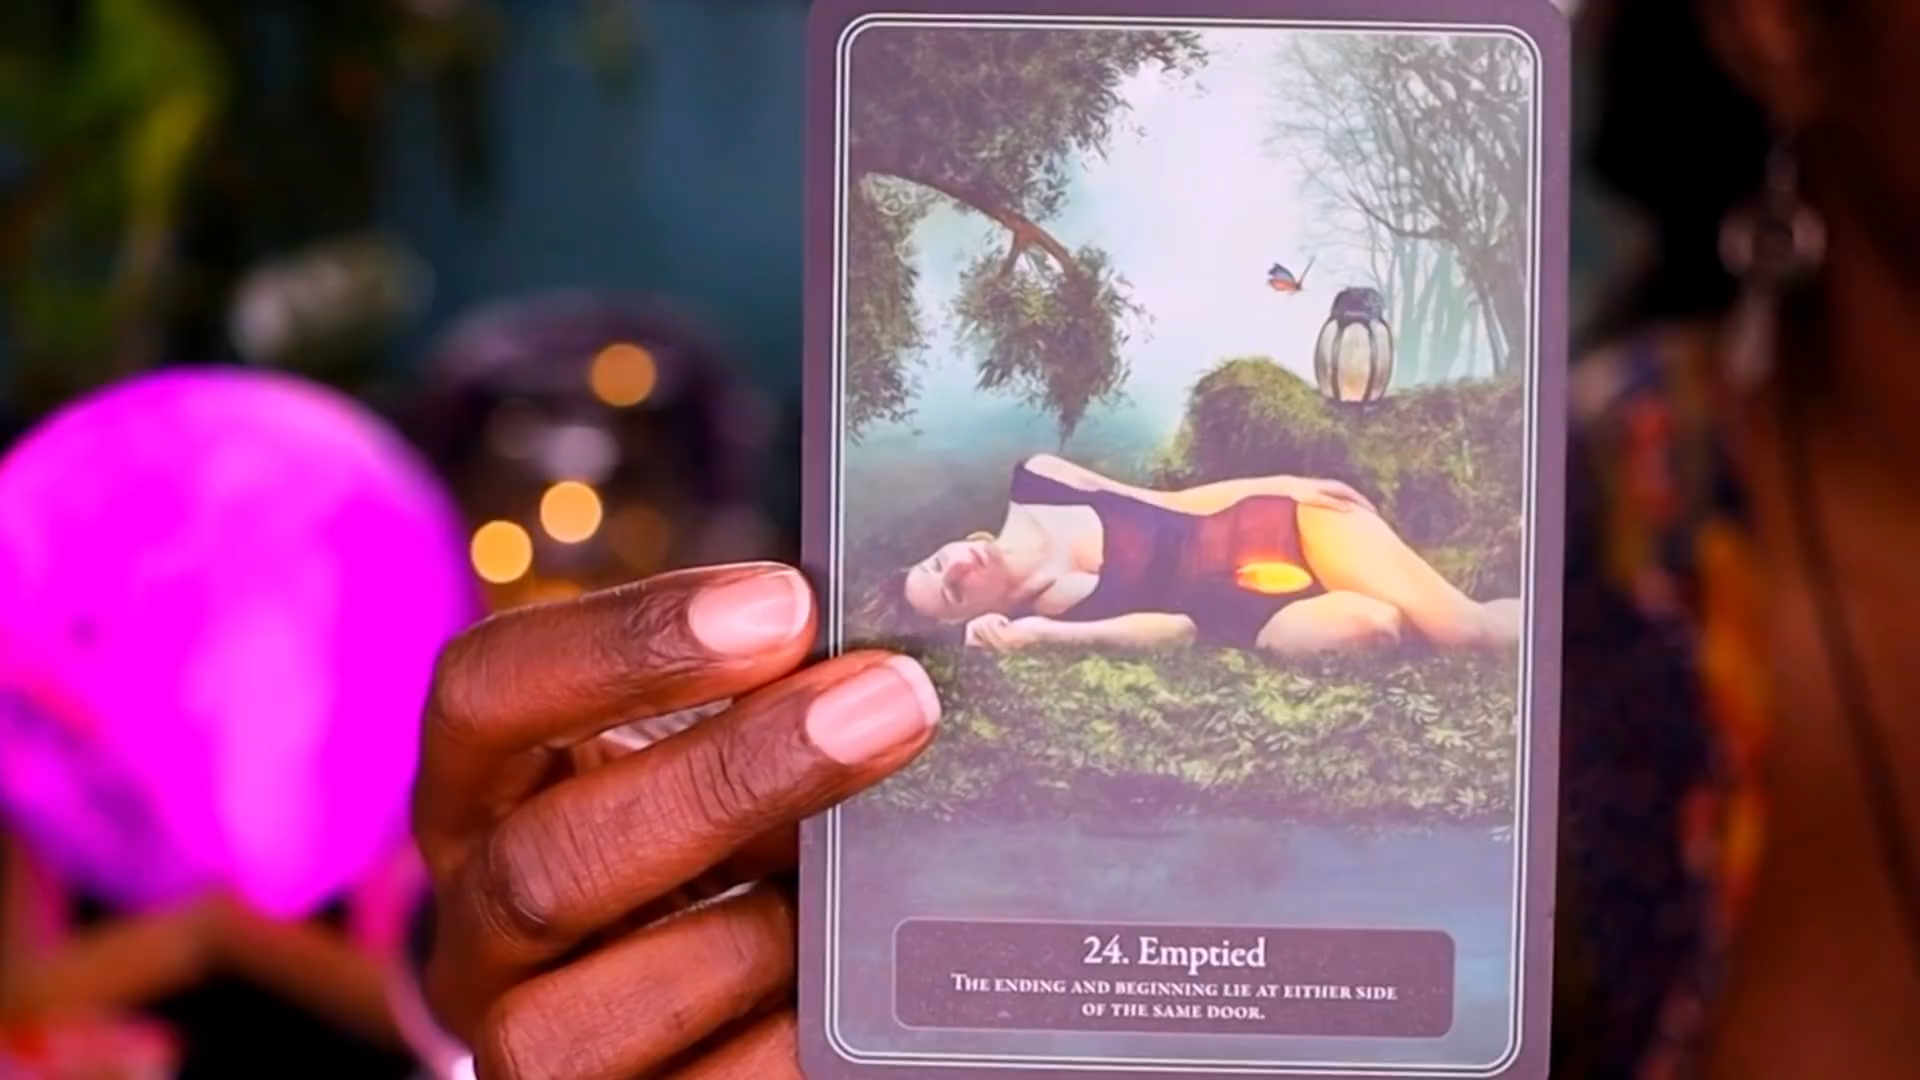 24. Emptied
The ending and beginning lie at either side
of the same door.